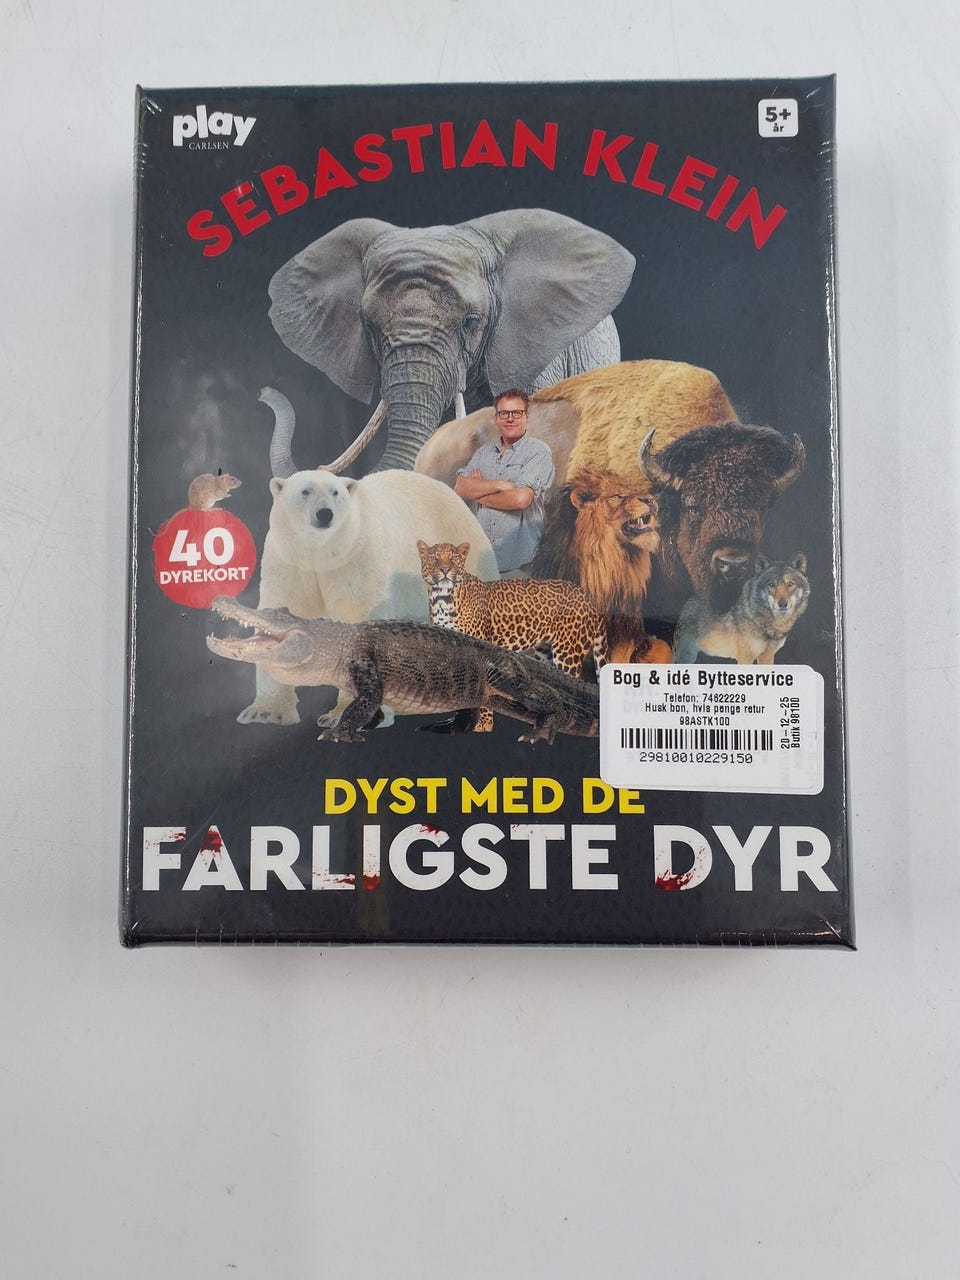 play
CARLSEN
5+
år
SEBASTIAN KLEIN
40
DYREKORT
Bog & idé Bytteservice
Telefon: 74622229
Husk bon, hvis penge retur
98ASTK100
29810010229150
20-12-25
Butik 98100
DYST MED DE
FARLIGSTE DYR